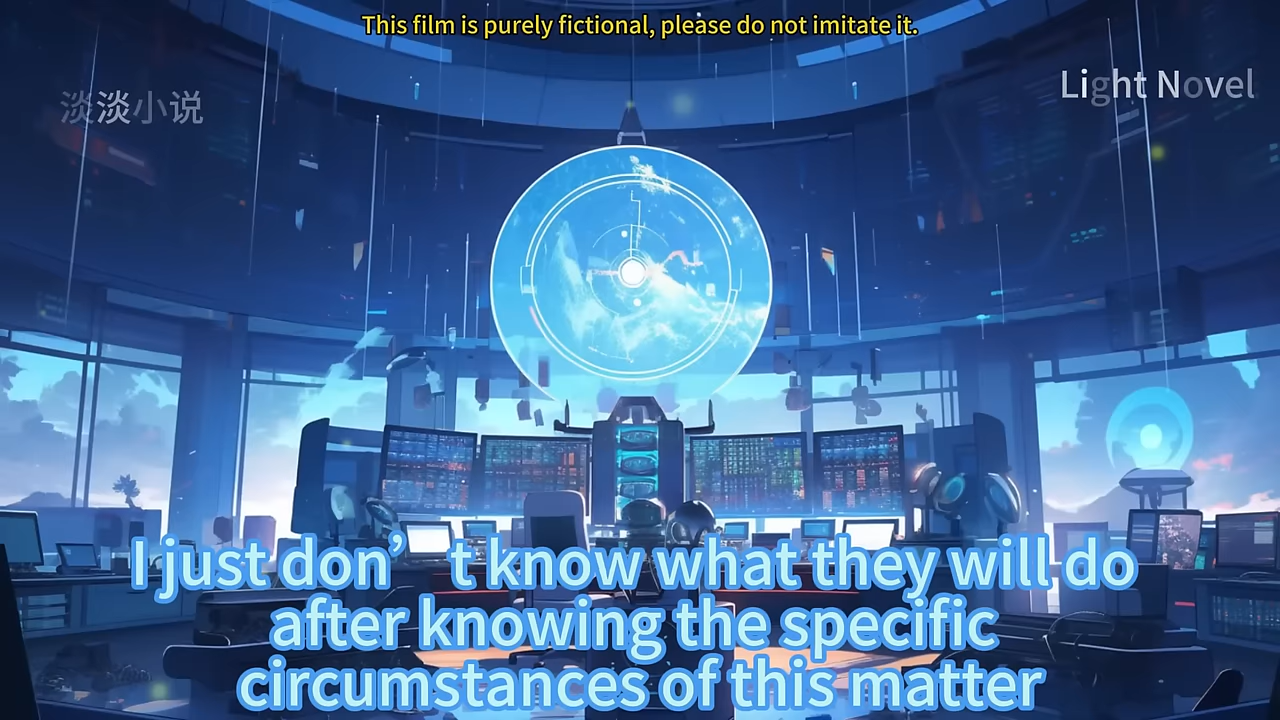 This film is purely fictional, please do not imitate it.
淡淡小说
Light Novel
I just don’ t know what they will do
after knowing the specific
circumstances of this matter